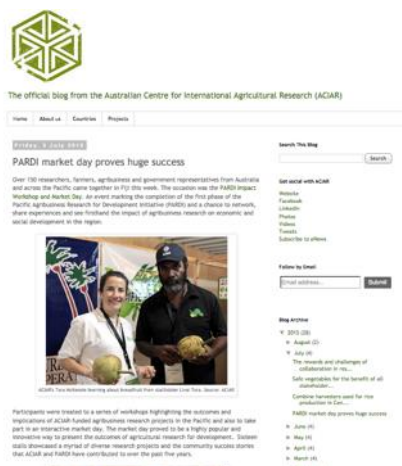 The official blog from the Australian Centre for International Agricultural Research (ACIAR)
Home About us Countries Projects
Friday, 3 July 2015
PARDI market day proves huge success
Over 150 researchers, farmers, agribusiness and government representatives from Australia
and across the Pacific came together in Fiji this week. The occasion was the PARDI Impact
Workshop and Market Day. An event marking the completion of the first phase of the
Pacific Agribusiness Research for Development Initiative (PARDI) and a chance to network,
share experiences and see firsthand the impact of agribusiness research on economic and
social development in the region.
ACIAR's Tara McKenzie learning about breadfruit from stallholder Livai Tora. Source: ACIAR
Participants were treated to a series of workshops highlighting the outcomes and
implications of ACIAR funded agribusiness research projects in the Pacific and also to take
part in an interactive market day. The market day proved to be a highly popular and
innovative way to present the outcomes of agricultural research for development. Sixteen
stalls showcased a myriad of diverse research projects and the community success stories
that ACIAR and PARDI have contributed to over the past five years.
Search This Blog
Search
Get social with ACIAR
Website
Facebook
LinkedIn
Photos
Videos
Tweets
Subscribe to eNews
Follow by Email
Email address...
Submit
Blog Archive
▼ 2015 (28)
► August (2)
▼ July (4)
The rewards and challenges of
collaboration in res...
Safe vegetables for the benefit of all
stakeholder...
Combine harvesters used for rice
production in Cam...
PARDI market day proves huge success
► June (4)
► May (4)
► April (4)
► March (4)